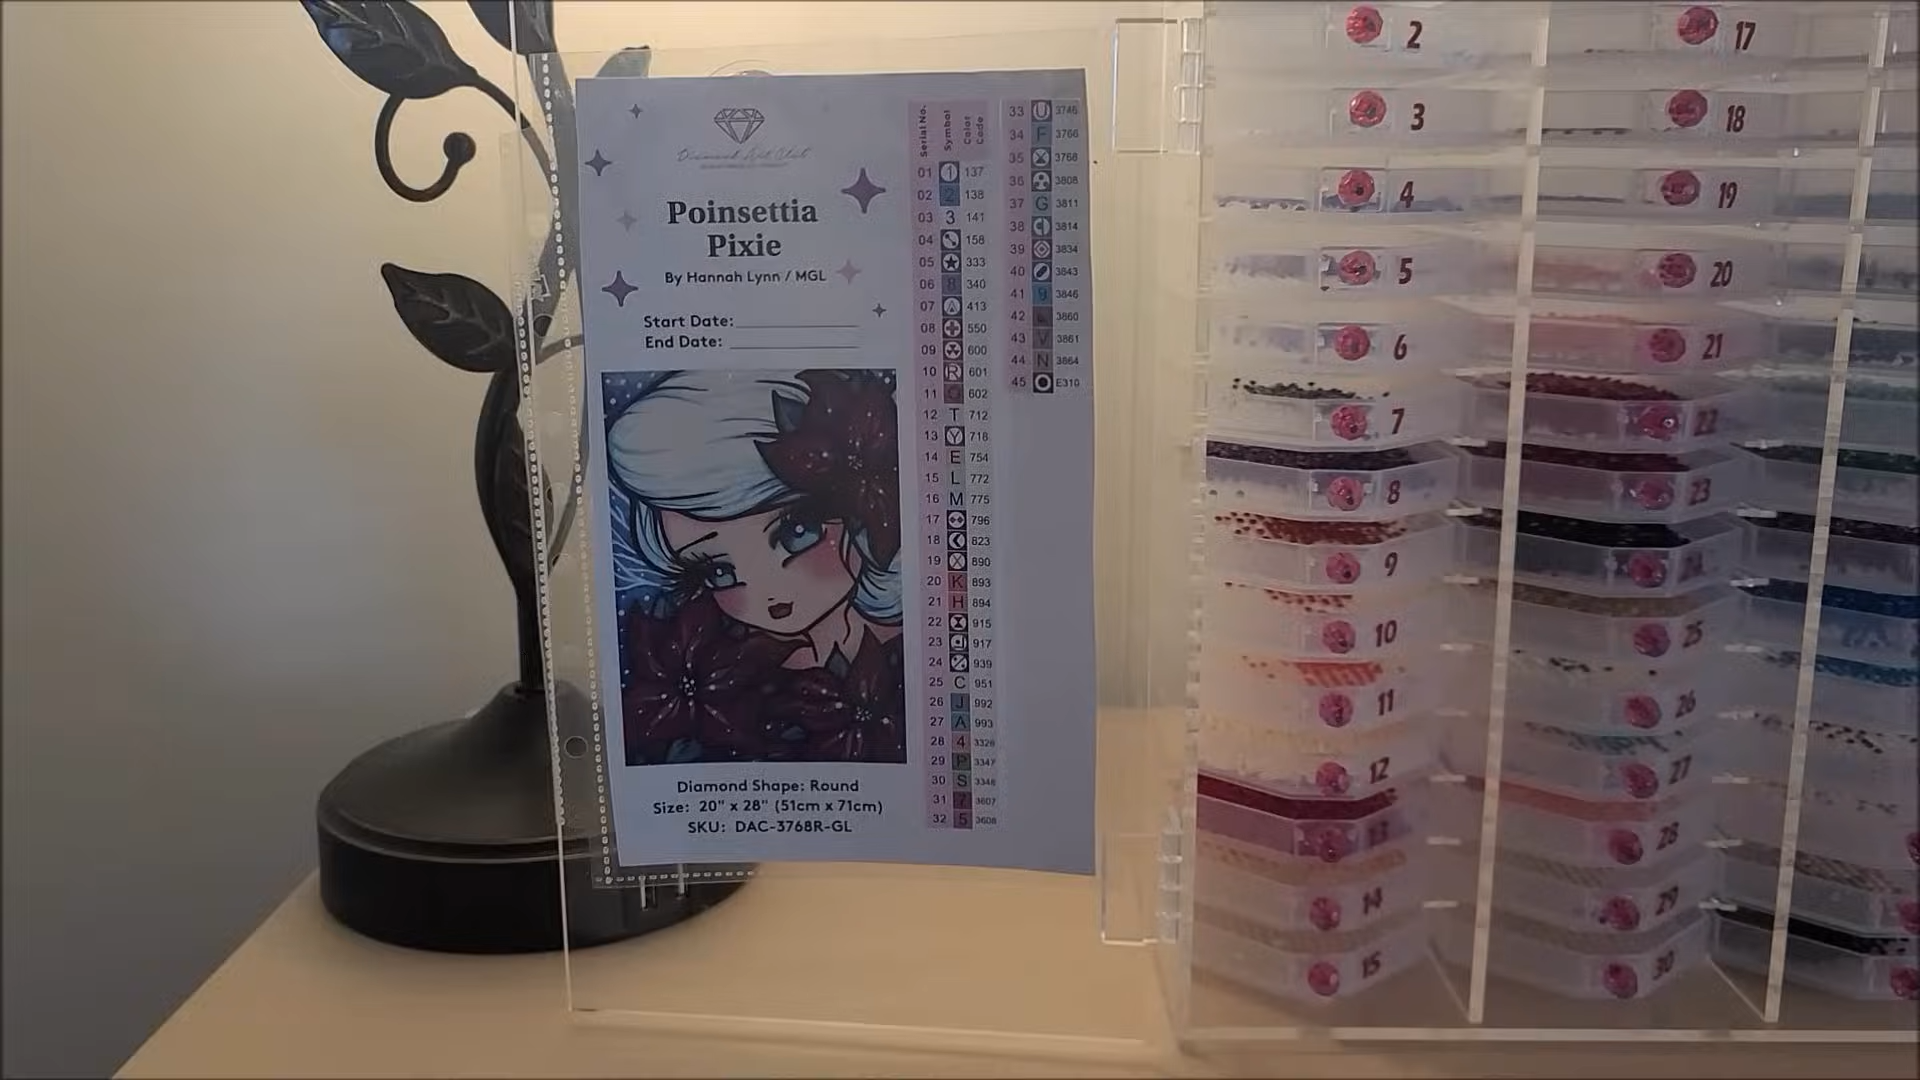 Diamond Art Club
Poinsettia
Pixie
By Hannah Lynn / MGL
Start Date:
End Date:
Diamond Shape: Round
Size: 20" x 28" (51cm x 71cm)
SKU: DAC-3768R-GL
Serial No. Symbol Color Code
01 1 137
02 2 138
03 3 141
04 158
05 333
06 8 340
07 413
08 550
09 600
10 R 601
11 602
12 T 712
13 Y 718
14 E 754
15 L 772
16 M 775
17 796
18 823
19 890
20 K 893
21 H 894
22 915
23 917
24 939
25 C 951
26 J 992
27 A 993
28 4 3326
29 P 3347
30 S 3348
31 7 3607
32 5 3608
33 U 3746
34 F 3766
35 3768
36 3808
37 G 3811
38 3814
39 3834
40 3843
41 9 3846
42 3860
43 V 3861
44 N 3864
45 E310
2
3
4
5
6
7
8
9
10
11
12
13
14
15
17
18
19
20
21
22
23
24
25
26
27
28
29
30